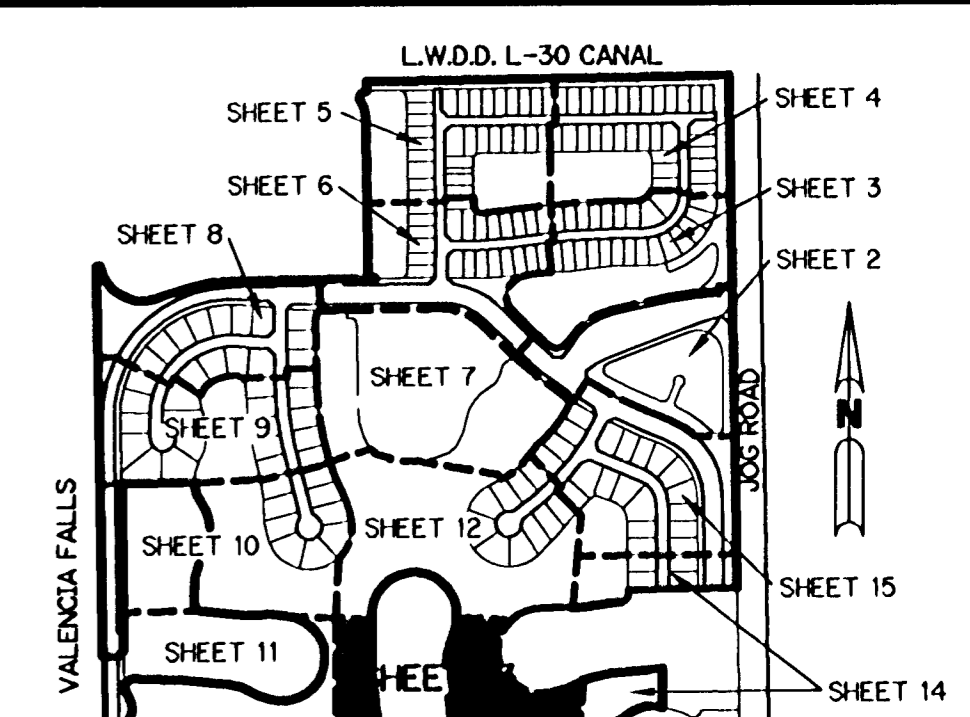 L.W.D.D. L-30 CANAL
SHEET 5
SHEET 4
SHEET 6
SHEET 3
SHEET 8
SHEET 2
SHEET 7
JOG ROAD
N
SHEET 9
VALENCIA FALLS
SHEET 10
SHEET 12
SHEET 15
SHEET 11
SHEET 14